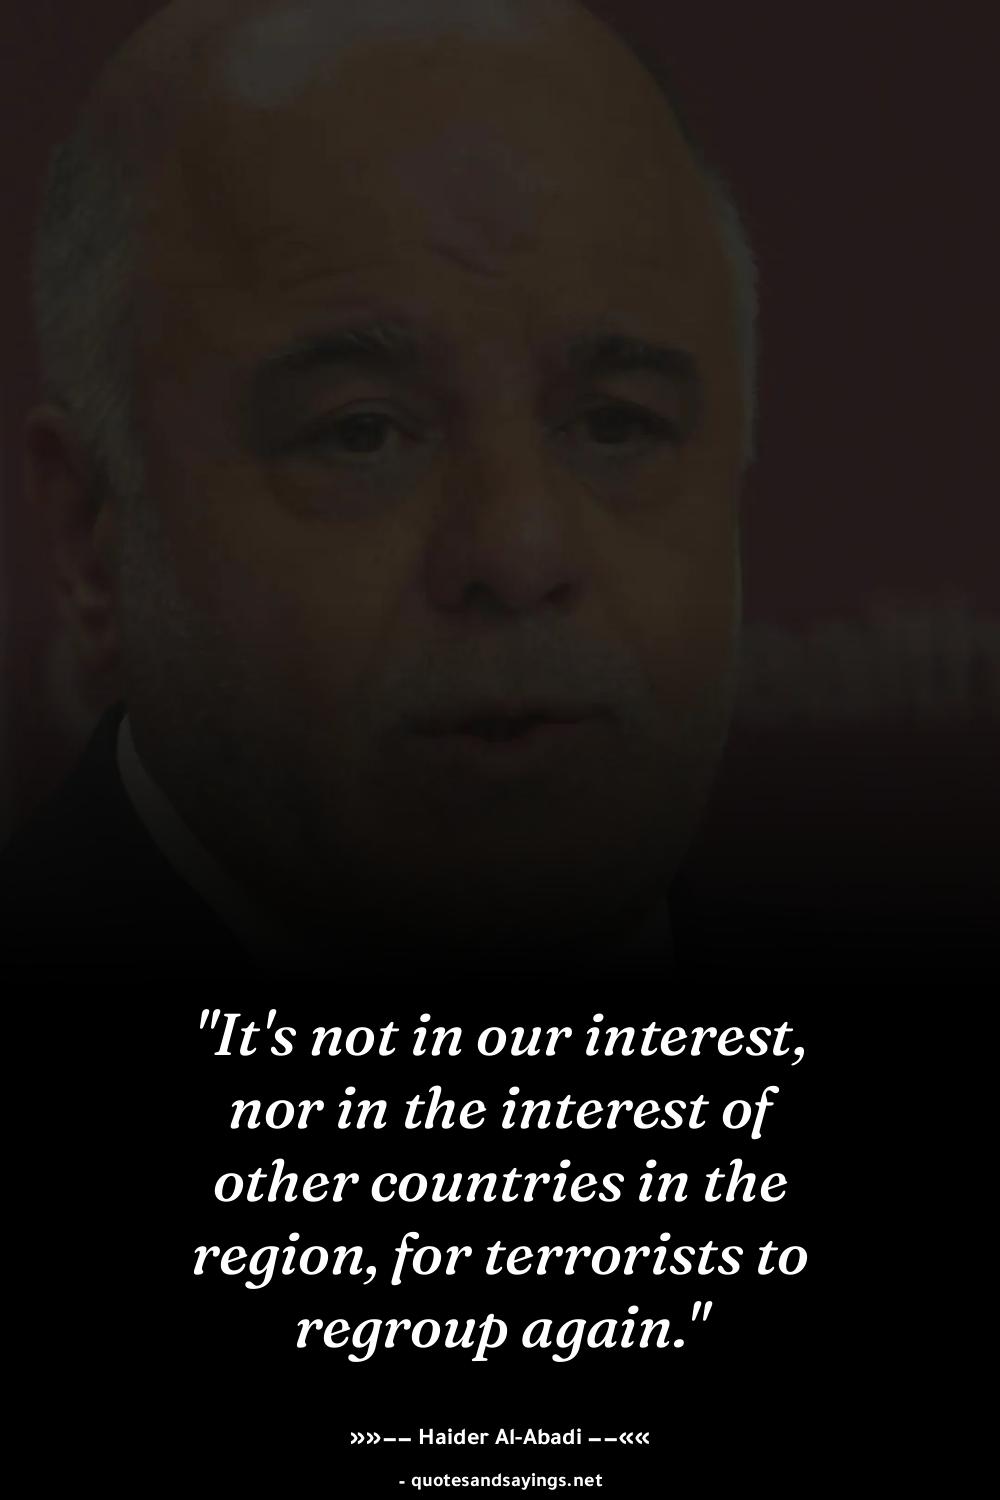 "It's not in our interest,
nor in the interest of
other countries in the
region, for terrorists to
regroup again."
»»—— Haider Al-Abadi ——««
- quotesandsayings.net